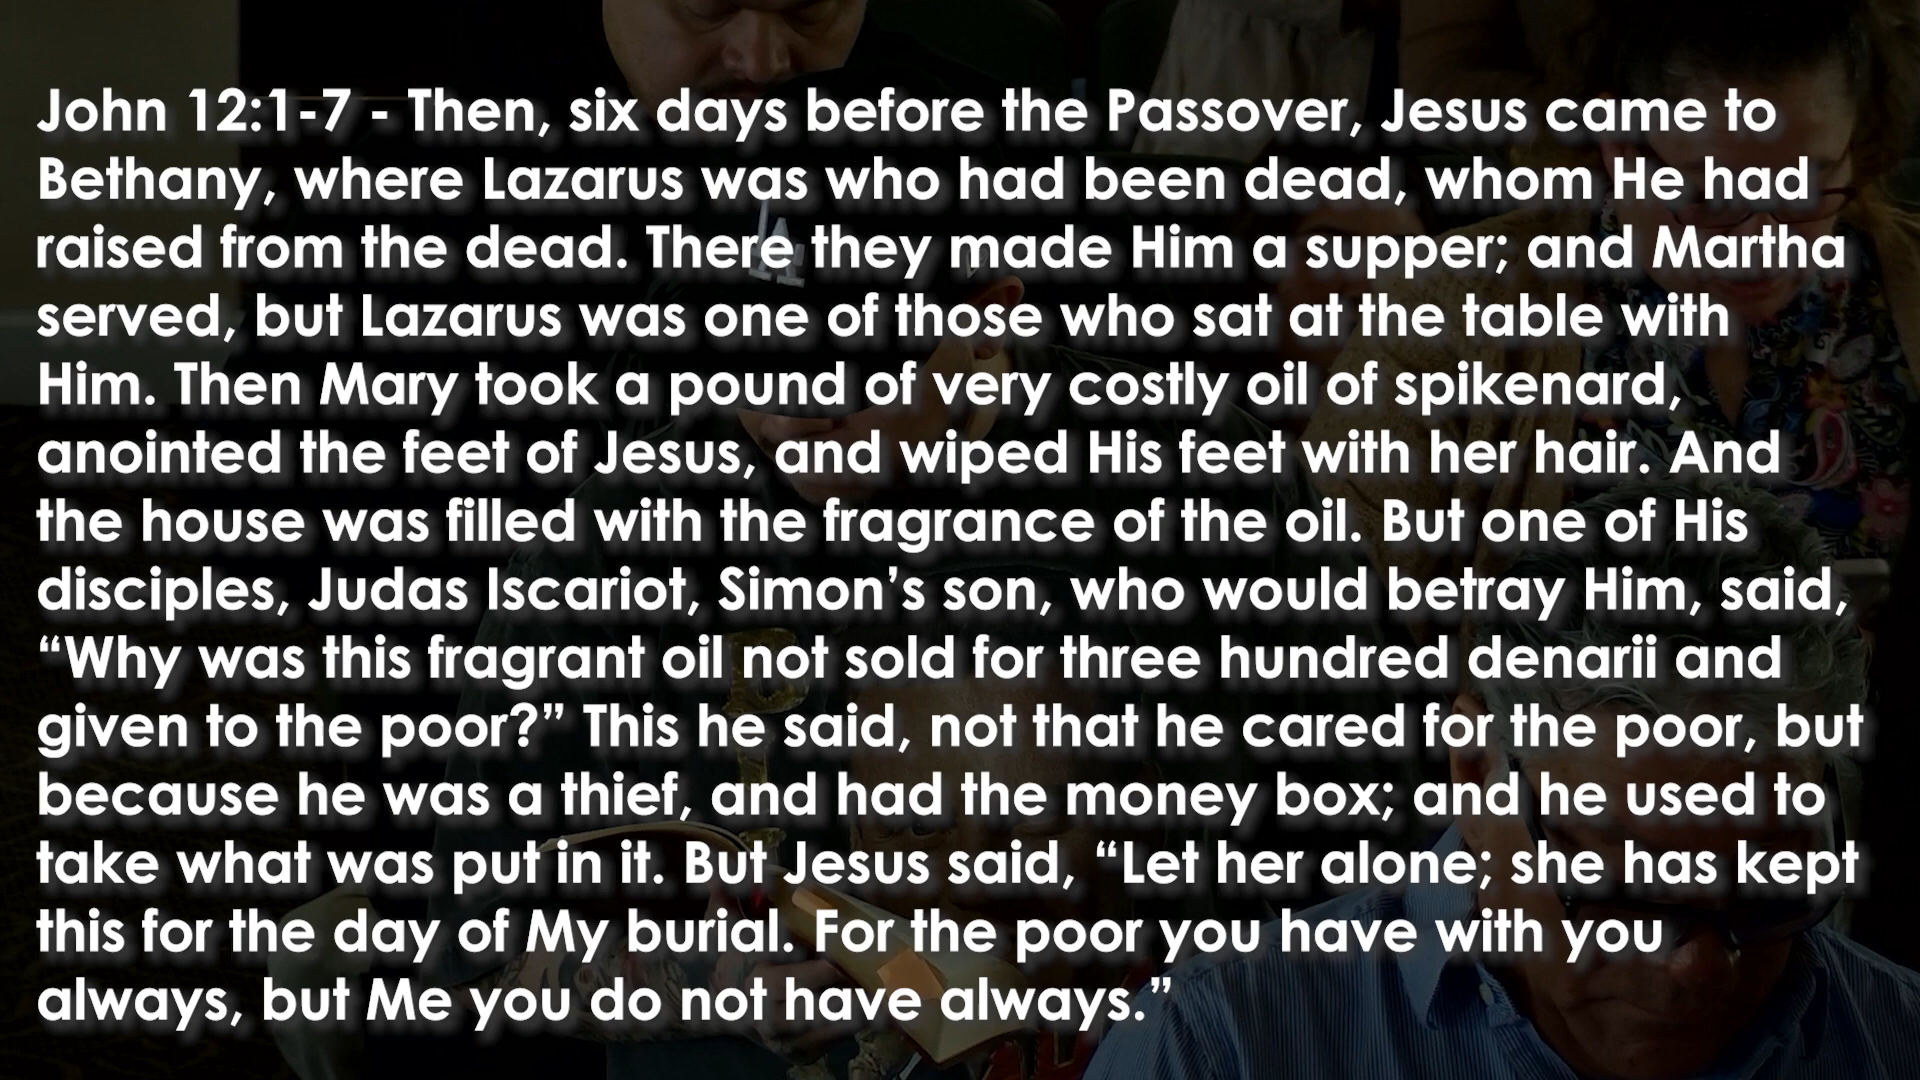 John 12:1-7 - Then, six days before the Passover, Jesus came to
Bethany, where Lazarus was who had been dead, whom He had
raised from the dead. There they made Him a supper; and Martha
served, but Lazarus was one of those who sat at the table with
Him. Then Mary took a pound of very costly oil of spikenard,
anointed the feet of Jesus, and wiped His feet with her hair. And
the house was filled with the fragrance of the oil. But one of His
disciples, Judas Iscariot, Simon’s son, who would betray Him, said,
“Why was this fragrant oil not sold for three hundred denarii and
given to the poor?” This he said, not that he cared for the poor, but
because he was a thief, and had the money box; and he used to
take what was put in it. But Jesus said, “Let her alone; she has kept
this for the day of My burial. For the poor you have with you
always, but Me you do not have always.”
LA